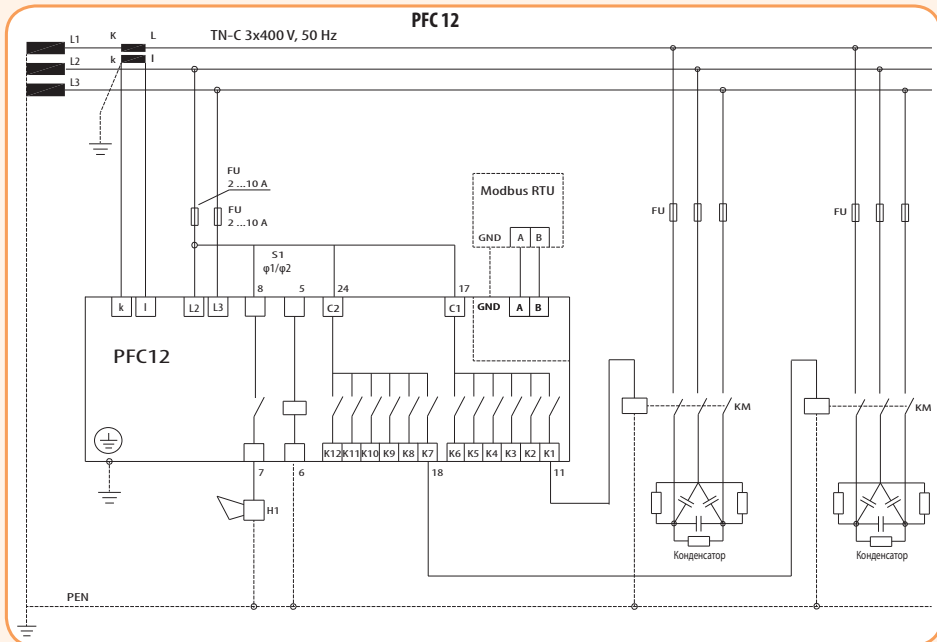 PFC 12
L1 K L TN-C 3x400 V, 50 Hz
L2 k l
L3
FU
2 ...10 A
FU
2 ...10 A
Modbus RTU
GND A B
FU
FU
S1
φ1/φ2
8 5 24 17
k l L2 L3 C2 C1 GND A B
PFC12
KM
KM
K12 K11 K10 K9 K8 K7 K6 K5 K4 K3 K2 K1
7 6 18 11
H1
Конденсатор
Конденсатор
PEN